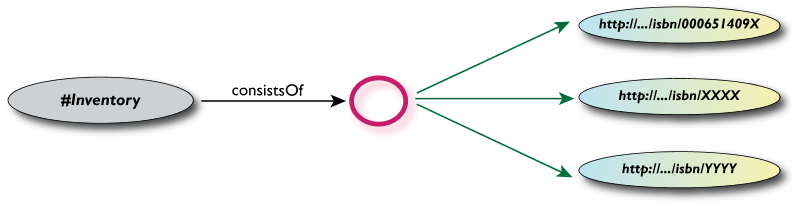 http://.../isbn/000651409X
consistsOf
#Inventory
http://.../isbn/XXXX
http://.../isbn/YYYY